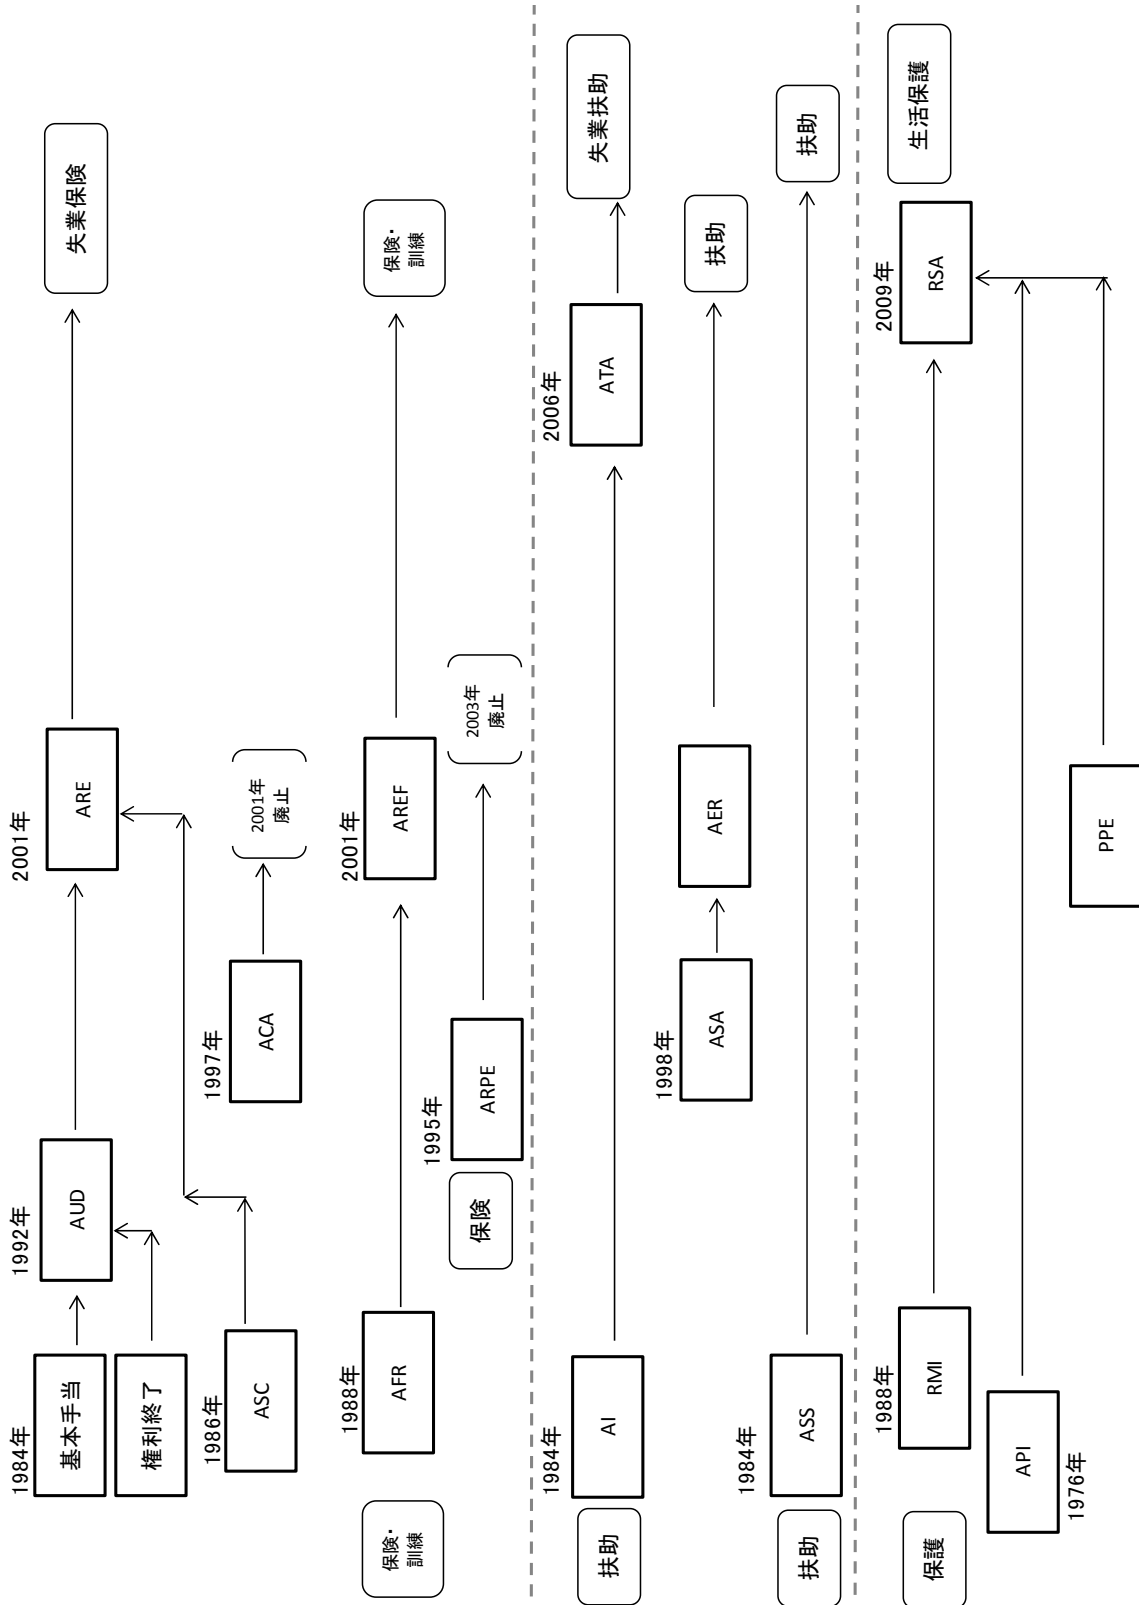 1984年
基本手当
権利終了
1992年
AUD
2001年
ARE
失業保険
1986年
ASC
1997年
ACA
2001年
廃止
保険・
訓練
1988年
AFR
2001年
AREF
保険・
訓練
保険
1995年
ARPE
2003年
廃止
扶助
1984年
AI
2006年
ATA
失業扶助
1998年
ASA
AER
扶助
扶助
1984年
ASS
扶助
保護
1988年
RMI
2009年
RSA
生活保護
API
1976年
PPE